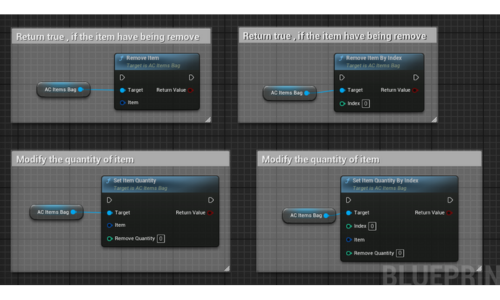 Return true , if the item have being remove
Remove Item
Target is AC Items Bag
AC Items Bag
Target
Return Value
Item
Return true , if the item have being remove
Remove Item By Index
Target is AC Items Bag
AC Items Bag
Target
Return Value
Index 0
Modify the quantity of item
Set Item Quantity
Target is AC Items Bag
AC Items Bag
Target
Return Value
Item
Remove Quantity 0
Modify the quantity of item
Set Item Quantity By Index
Target is AC Items Bag
AC Items Bag
Target
Return Value
Index 0
Item
Remove Quantity 0
BLUEPRIN